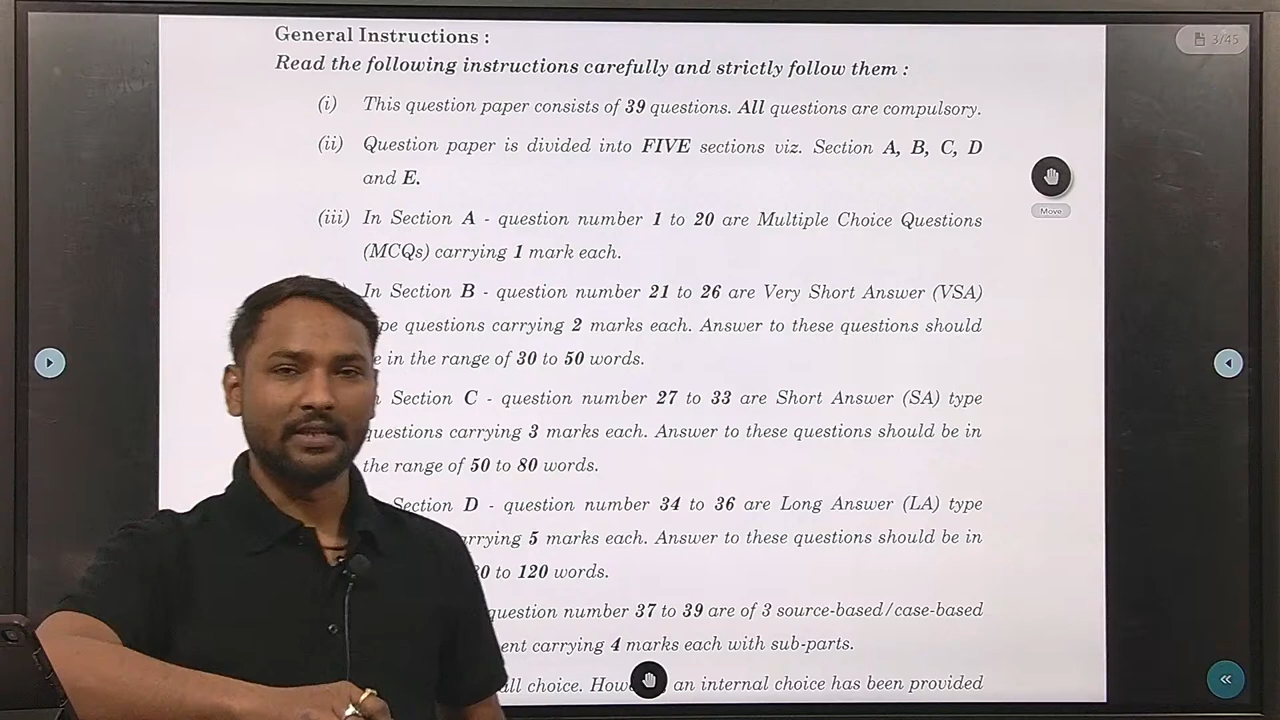 General Instructions :
3/45
Read the following instructions carefully and strictly follow them :
(i) This question paper consists of 39 questions. All questions are compulsory.
(ii) Question paper is divided into FIVE sections viz. Section A, B, C, D
and E.
Move
(iii) In Section A - question number 1 to 20 are Multiple Choice Questions
(MCQs) carrying 1 mark each.
In Section B - question number 21 to 26 are Very Short Answer (VSA)
questions carrying 2 marks each. Answer to these questions should
in the range of 30 to 50 words.
Section C - question number 27 to 33 are Short Answer (SA) type
questions carrying 3 marks each. Answer to these questions should be in
the range of 50 to 80 words.
Section D - question number 34 to 36 are Long Answer (LA) type
5 marks each. Answer to these questions should be in
to 120 words.
question number 37 to 39 are of 3 source-based/case-based
carrying 4 marks each with sub-parts.
choice. an internal choice has been provided